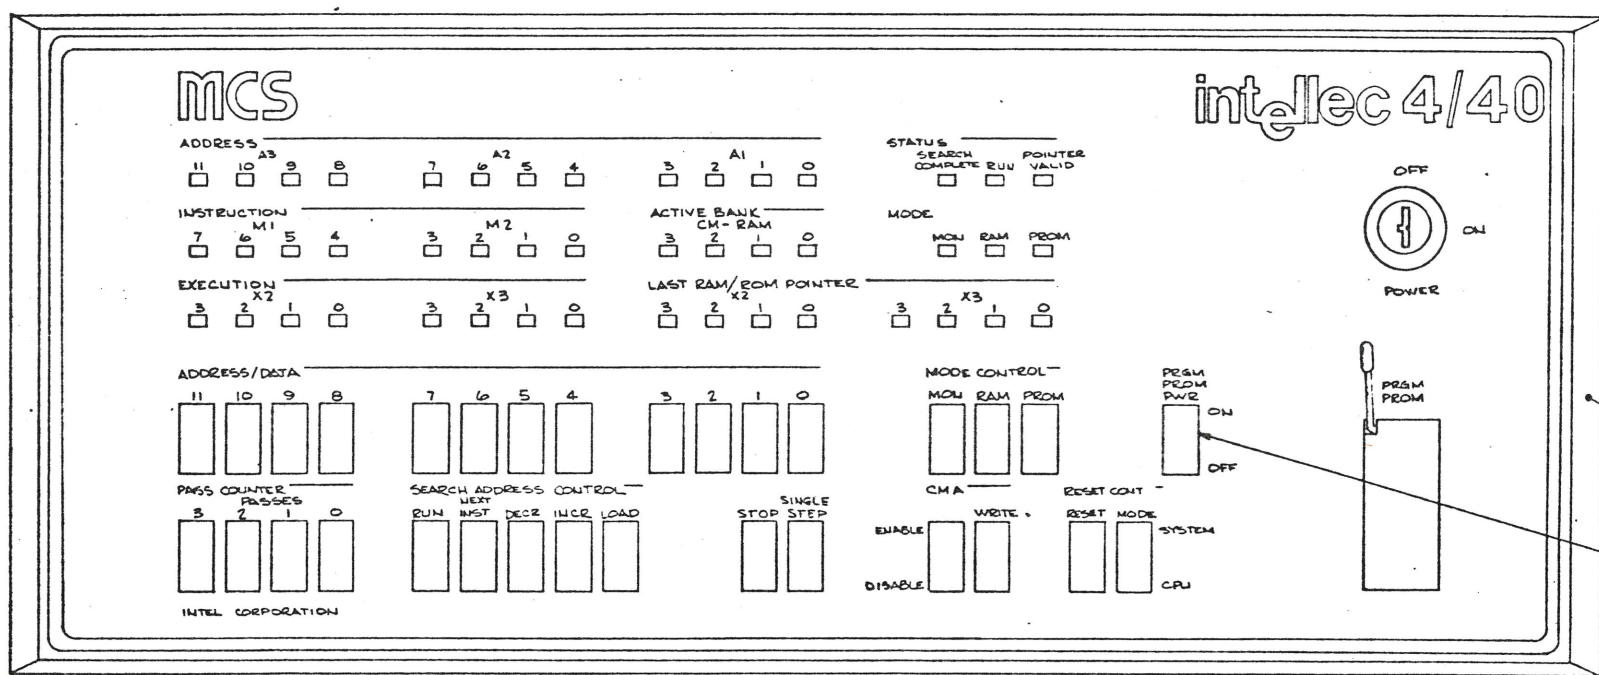 MCS
intellec 4/40
ADDRESS
A3 A2 A1
11 10 9 8 7 6 5 4 3 2 1 0
STATUS
SEARCH COMPLETE RUN POINTER VALID
OFF
ON
POWER
INSTRUCTION
M1 M2
7 6 5 4 3 2 1 0
ACTIVE BANK
CM-RAM
3 2 1 0
MODE
MON RAM PROM
EXECUTION
X2 X3
3 2 1 0 3 2 1 0
LAST RAM/ROM POINTER
X2 X3
3 2 1 0 3 2 1 0
ADDRESS/DATA
11 10 9 8 7 6 5 4 3 2 1 0
MODE CONTROL
MON RAM PROM
PRGM
PROM
PWR
ON
OFF
PRGM
PROM
PASS COUNTER
PASSES
3 2 1 0
SEARCH ADDRESS CONTROL
RUN NEXT INST DECR INCR LOAD
STOP SINGLE STEP
CMA
WRITE
ENABLE
DISABLE
RESET CONT
RESET MODE
SYSTEM
CPU
INTEL CORPORATION